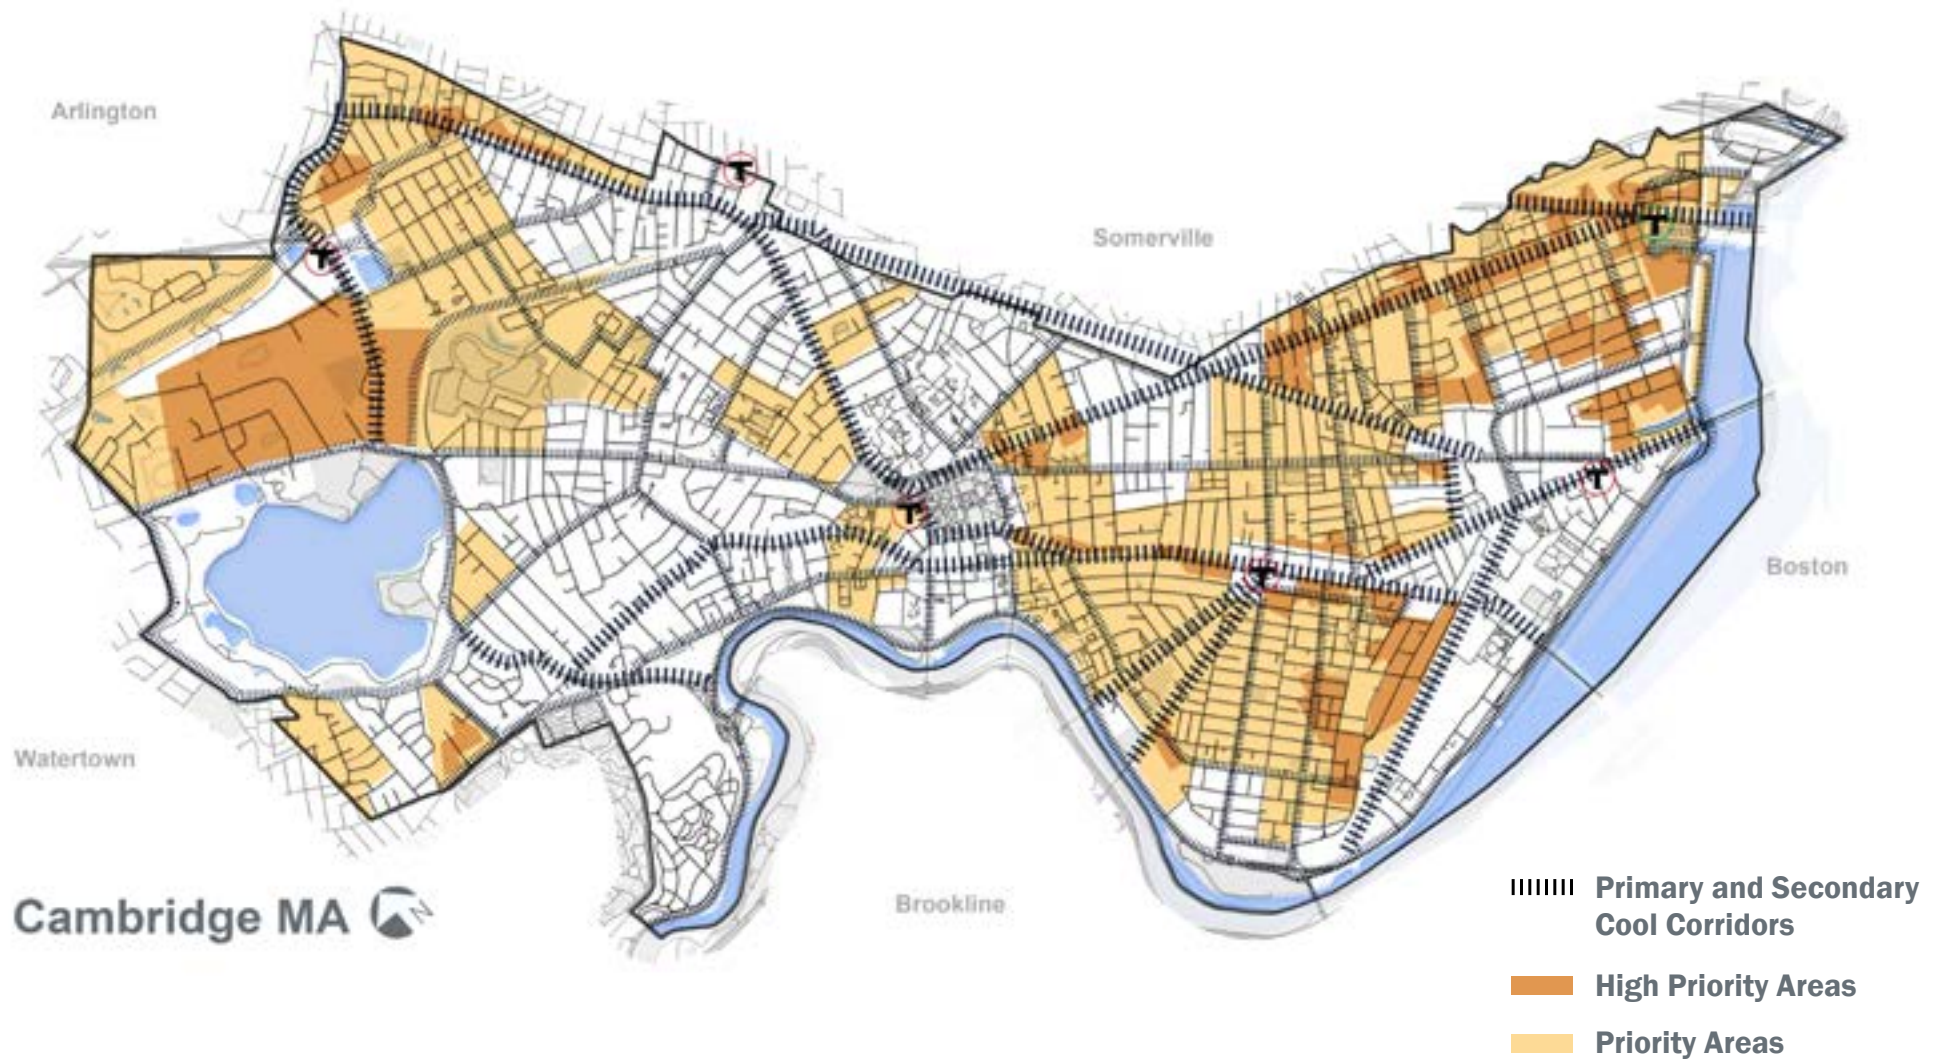 Arlington
Somerville
Boston
Watertown
Brookline
Cambridge MA N
Primary and Secondary
Cool Corridors
High Priority Areas
Priority Areas
T
T
T
T
T
T